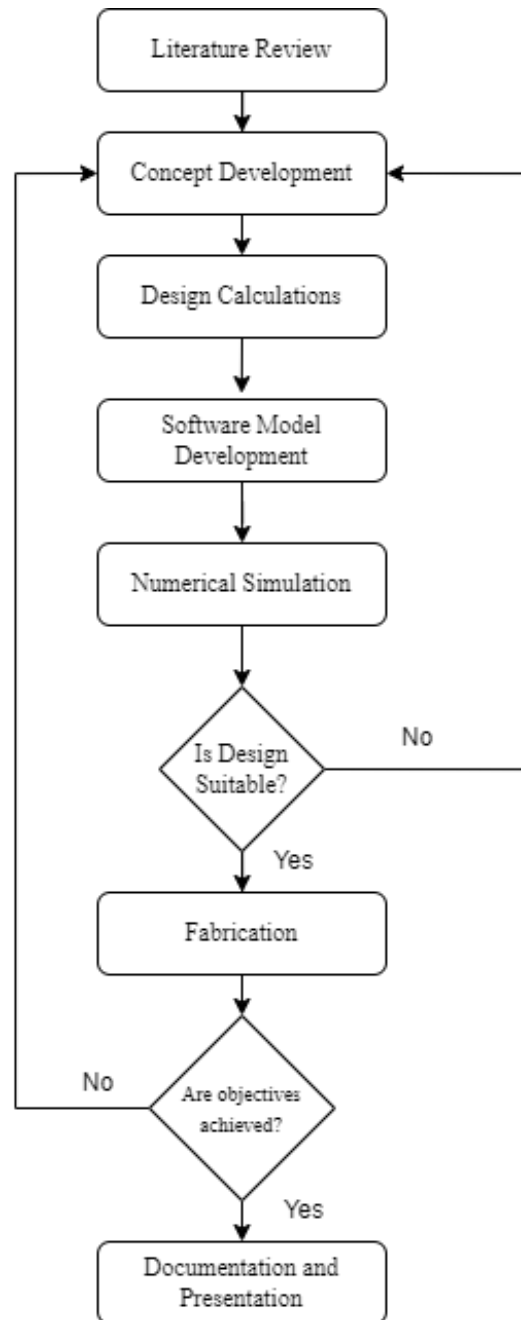 Literature Review
Concept Development
Design Calculations
Software Model
Development
Numerical Simulation
Is Design
Suitable?
No
Yes
Fabrication
Are objectives
achieved?
No
Yes
Documentation and
Presentation